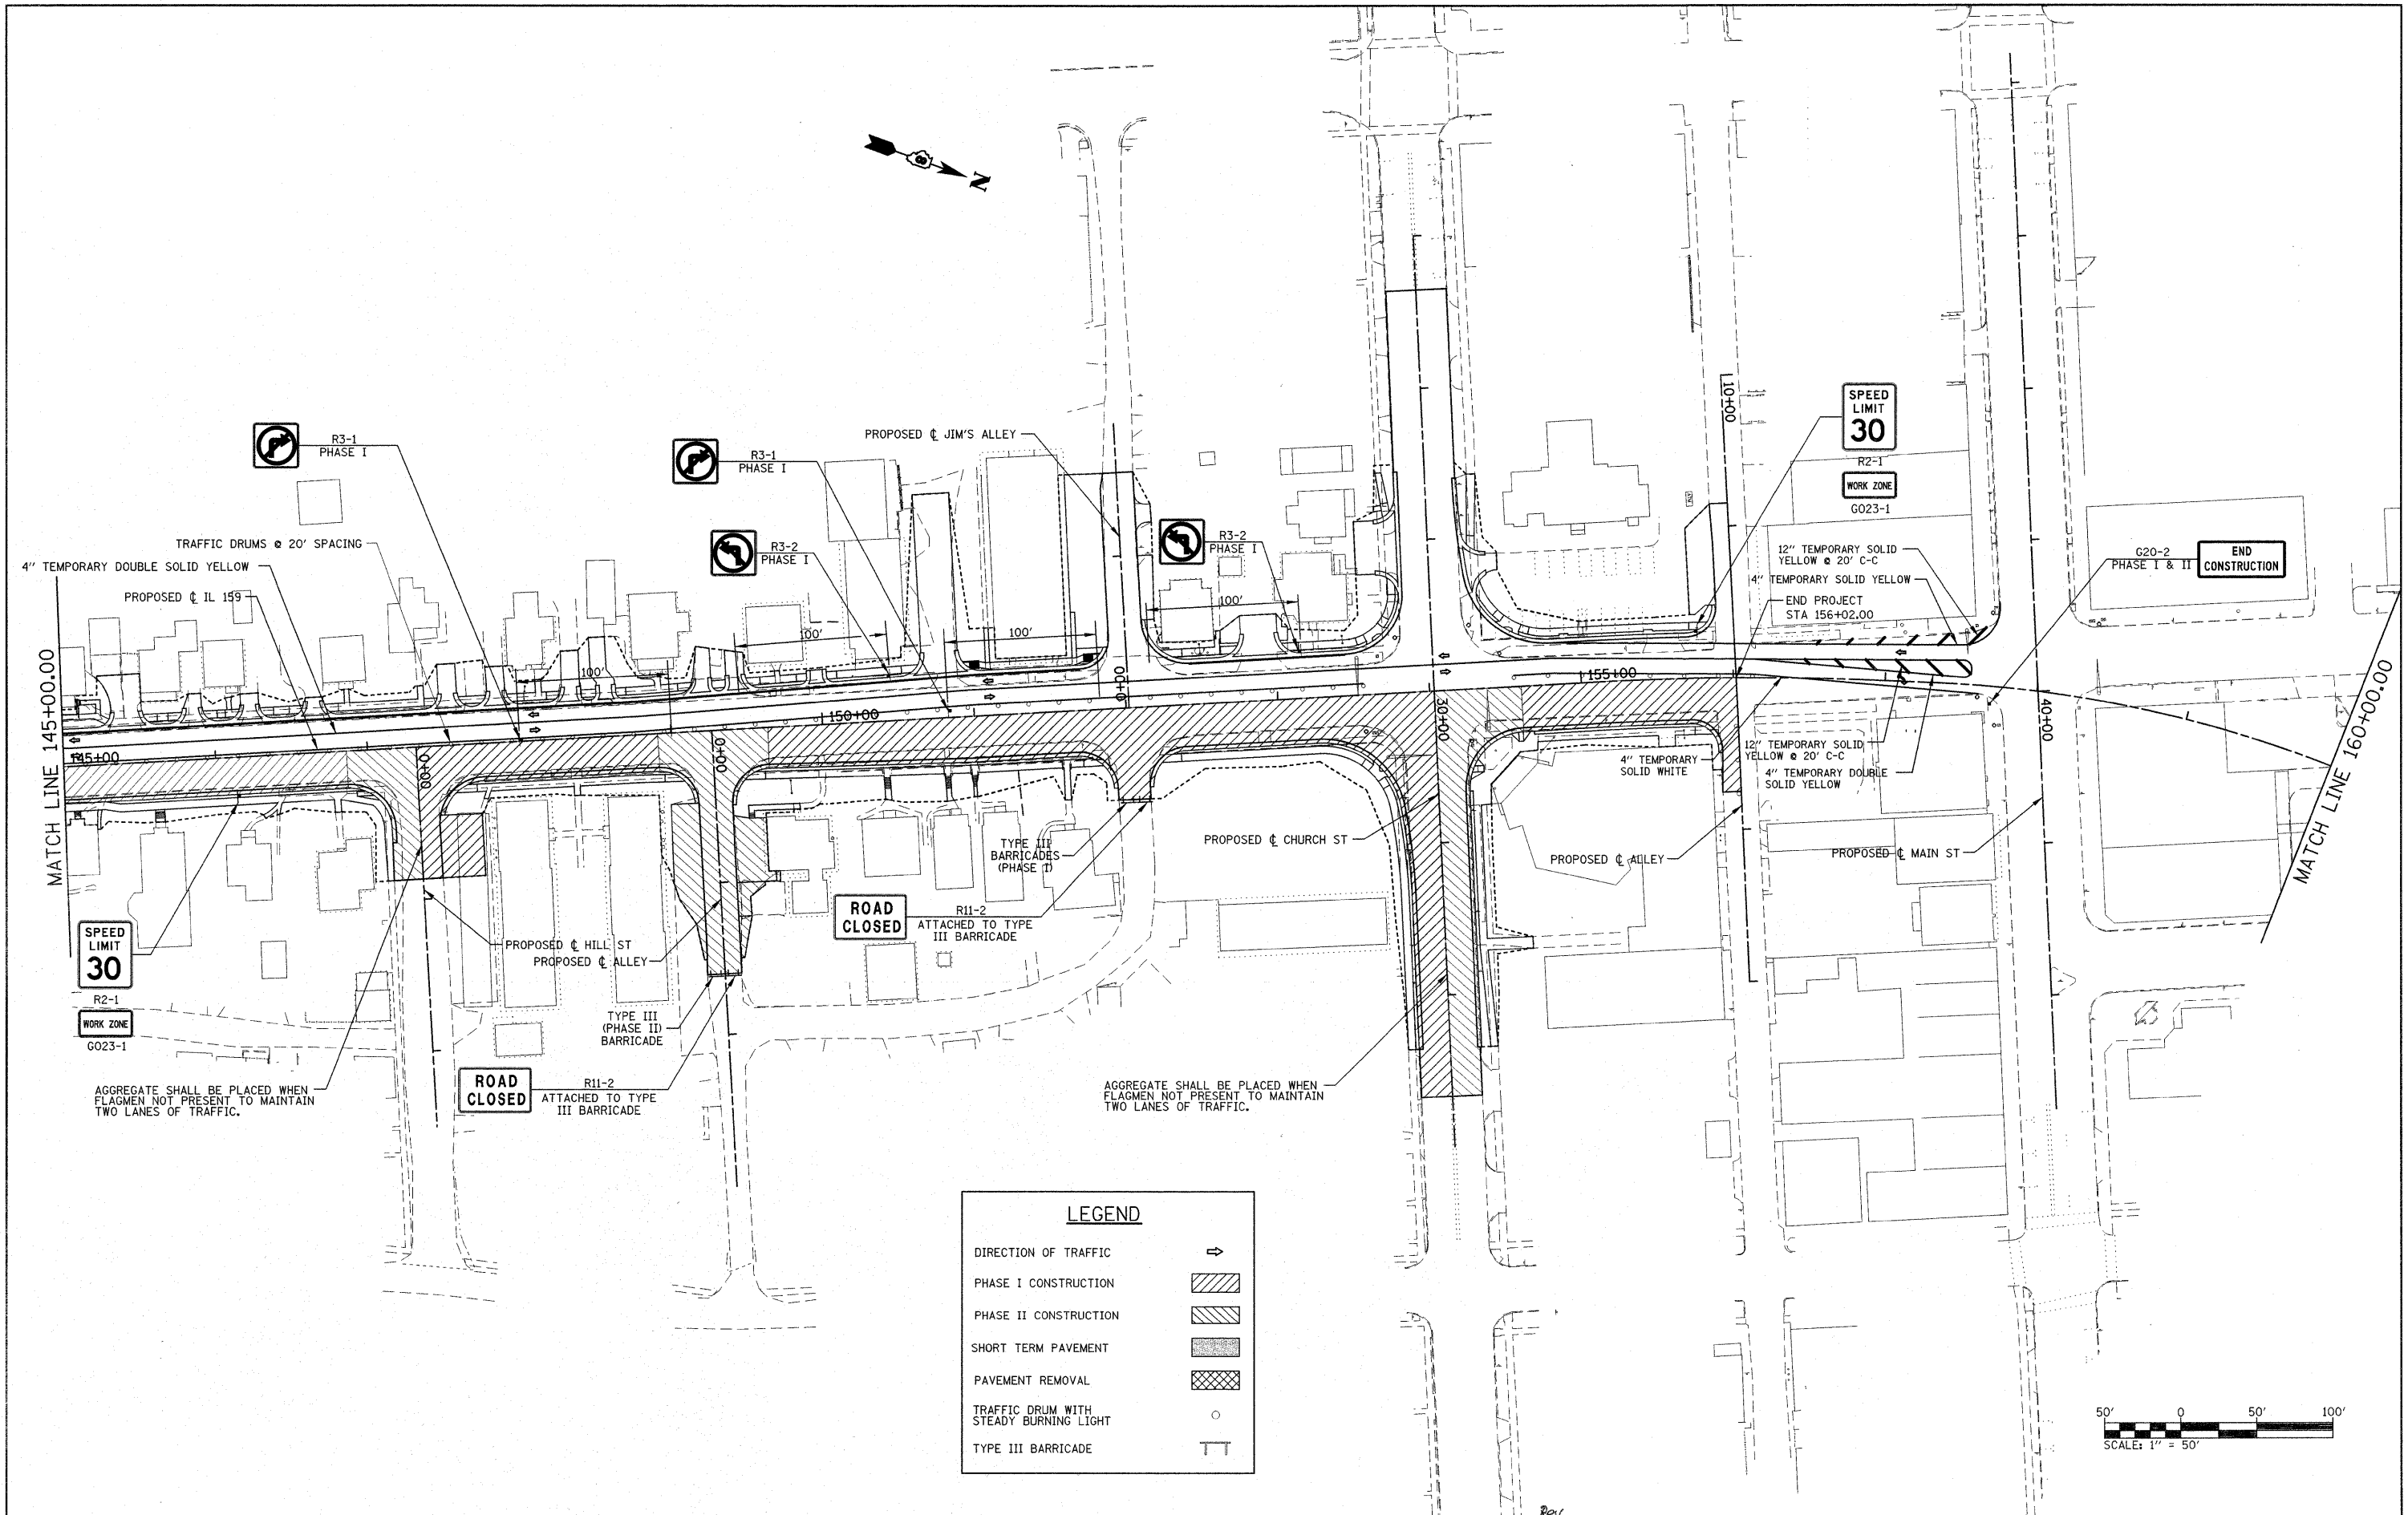 N
R3-1
PHASE I
R3-1
PHASE I
R3-2
PHASE I
R3-2
PHASE I
PROPOSED ℄ JIM'S ALLEY
SPEED
LIMIT
30
R2-1
WORK ZONE
G023-1
10+00
TRAFFIC DRUMS @ 20' SPACING
4" TEMPORARY DOUBLE SOLID YELLOW
PROPOSED ℄ IL 159
100'
100'
100'
100'
12" TEMPORARY SOLID
YELLOW @ 20' C-C
4" TEMPORARY SOLID YELLOW
END PROJECT
STA 156+02.00
G20-2
PHASE I & II
END
CONSTRUCTION
MATCH LINE 145+00.00
145+00
0+00
0+00
150+00
0+00
30+00
155+00
40+00
MATCH LINE 160+00.00
4" TEMPORARY
SOLID WHITE
12" TEMPORARY SOLID
YELLOW @ 20' C-C
4" TEMPORARY DOUBLE
SOLID YELLOW
TYPE III
BARRICADES
(PHASE I)
PROPOSED ℄ CHURCH ST
PROPOSED ℄ ALLEY
PROPOSED ℄ MAIN ST
ROAD
CLOSED
R11-2
ATTACHED TO TYPE
III BARRICADE
SPEED
LIMIT
30
R2-1
WORK ZONE
G023-1
PROPOSED ℄ HILL ST
PROPOSED ℄ ALLEY
TYPE III
(PHASE II)
BARRICADE
AGGREGATE SHALL BE PLACED WHEN
FLAGMEN NOT PRESENT TO MAINTAIN
TWO LANES OF TRAFFIC.
ROAD
CLOSED
R11-2
ATTACHED TO TYPE
III BARRICADE
AGGREGATE SHALL BE PLACED WHEN
FLAGMEN NOT PRESENT TO MAINTAIN
TWO LANES OF TRAFFIC.
LEGEND
DIRECTION OF TRAFFIC
PHASE I CONSTRUCTION
PHASE II CONSTRUCTION
SHORT TERM PAVEMENT
PAVEMENT REMOVAL
TRAFFIC DRUM WITH
STEADY BURNING LIGHT
TYPE III BARRICADE
50' 0 50' 100'
SCALE: 1" = 50'